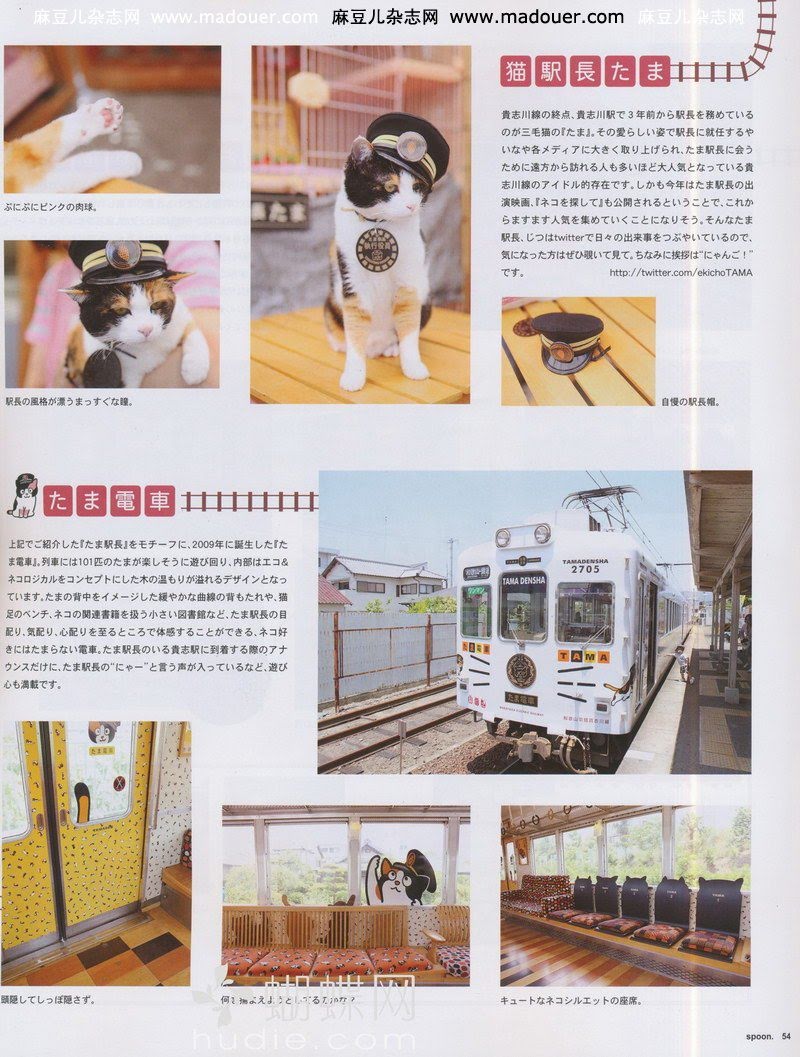 麻豆儿杂志网 www.madouer.com 麻豆儿杂志网 www.madouer.com 麻豆儿杂志网
猫駅長たま
貴志川線の終点、貴志川駅で3年前から駅長を務めている
のが三毛猫の『たま』。その愛らしい姿で駅長に就任するや
いなや各メディアに大きく取り上げられ、たま駅長に会う
ために遠方から訪れる人も多いほど大人気となっている貴
志川線のアイドル的存在です。しかも今年はたま駅長の出
演映画、『ネコを探して』も公開されるということで、これか
らますます人気を集めていくことになりそう。そんなたま
駅長、じつはtwitterで日々の出来事をつぶやいているので、
気になった方はぜひ覗いて見て。ちなみに挨拶は“にゃんご!”
です。 http://twitter.com/ekichoTAMA
ぷにぷにピンクの肉球。
執行役員
長たま
駅長の風格が漂うまっすぐな瞳。
自慢の駅長帽。
たま電車
上記でご紹介した『たま駅長』をモチーフに、2009年に誕生した『た
ま電車』。列車には101匹のたまが楽しそうに遊び回り、内部はエコ&
ネコロジカルをコンセプトにした木の温もりが溢れるデザインとなっ
ています。たまの背中をイメージした緩やかな曲線の背もたれや、猫
足のベンチ、ネコの関連書籍を扱う小さい図書館など、たま駅長の目
配り、気配り、心配りを至るところで体感することができる、ネコ好
きにはたまらない電車。たま駅長のいる貴志駅に到着する際のアナ
ウンスだけに、たま駅長の“にゃー”と言う声が入っているなど、遊び
心も満載です。
TAMADENSHA
2705
TAMA DENSHA
ワンマン
たま電車
TAMA
たま電車
たま電車
頭隠してしっぽ隠さず。
キュートなネコシルエットの座席。
蝴蝶网
hudie.com
spoon. 54